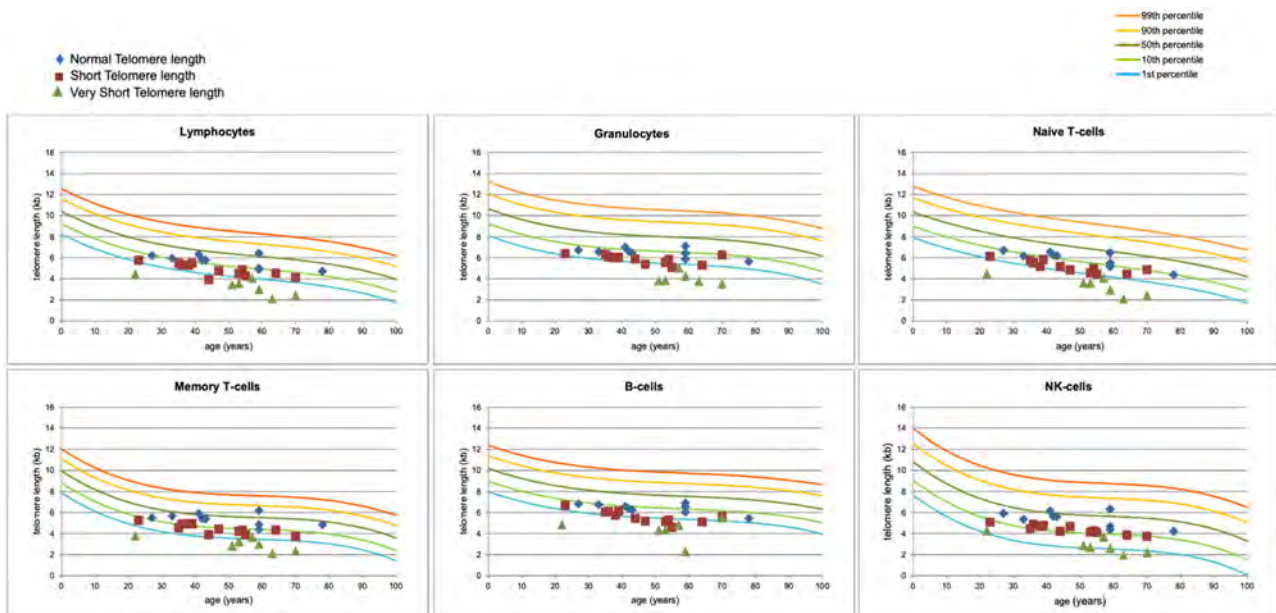 99th percentile
90th percentile
50th percentile
10th percentile
1st percentile
Normal Telomere length
Short Telomere length
Very Short Telomere length
Lymphocytes
telomere length (kb)
16
14
12
10
8
6
4
2
0
0 10 20 30 40 50 60 70 80 90 100
age (years)
Granulocytes
telomere length (kb)
16
14
12
10
8
6
4
2
0
0 10 20 30 40 50 60 70 80 90 100
age (years)
Naive T-cells
telomere length (kb)
16
14
12
10
8
6
4
2
0
0 10 20 30 40 50 60 70 80 90 100
age (years)
Memory T-cells
telomere length (kb)
16
14
12
10
8
6
4
2
0
0 10 20 30 40 50 60 70 80 90 100
age (years)
B-cells
telomere length (kb)
16
14
12
10
8
6
4
2
0
0 10 20 30 40 50 60 70 80 90 100
age (years)
NK-cells
telomere length (kb)
16
14
12
10
8
6
4
2
0
0 10 20 30 40 50 60 70 80 90 100
age (years)